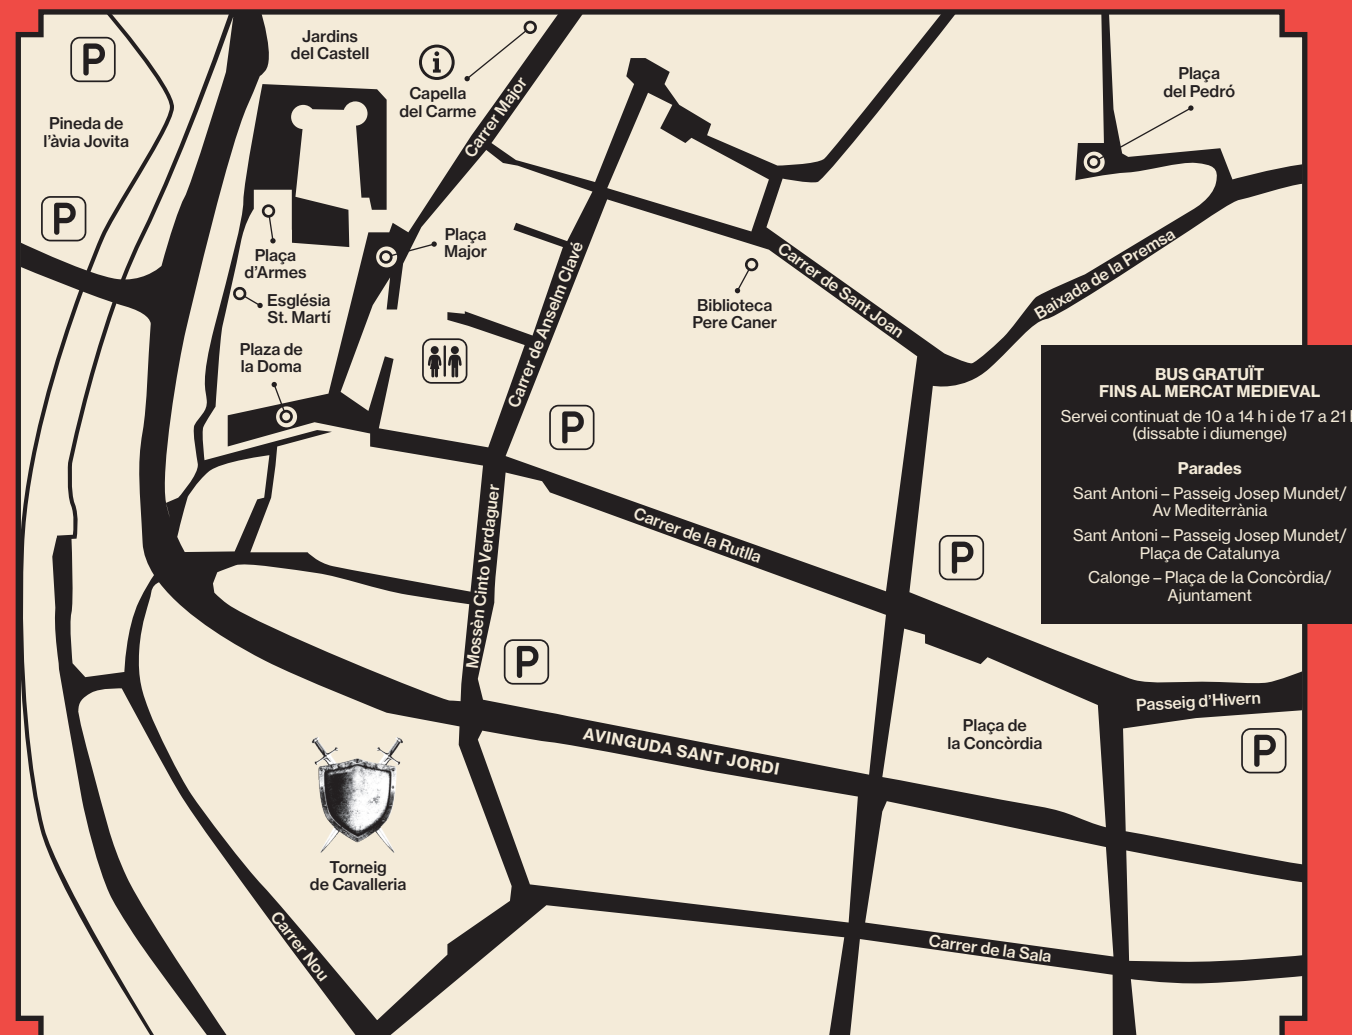 P
Jardins
del Castell
i
Capella
del Carme
Carrer Major
Plaça
del Pedró
Pineda de
l'àvia Jovita
P
Plaça
Major
Plaça
d'Armes
Església
St. Martí
Plaza de
la Doma
Carrer de Anselm Clavé
Biblioteca
Pere Caner
Carrer de Sant Joan
Baixada de la Premsa
P
BUS GRATUÏT
FINS AL MERCAT MEDIEVAL
Servei continuat de 10 a 14 h i de 17 a 21 h
(dissabte i diumenge)
Parades
Sant Antoni – Passeig Josep Mundet/
Av Mediterrània
Sant Antoni – Passeig Josep Mundet/
Plaça de Catalunya
Calonge – Plaça de la Concòrdia/
Ajuntament
Mossèn Cinto Verdaguer
Carrer de la Rutlla
P
P
Passeig d'Hivern
Plaça de
la Concòrdia
P
AVINGUDA SANT JORDI
Torneig
de Cavalleria
Carrer Nou
Carrer de la Sala